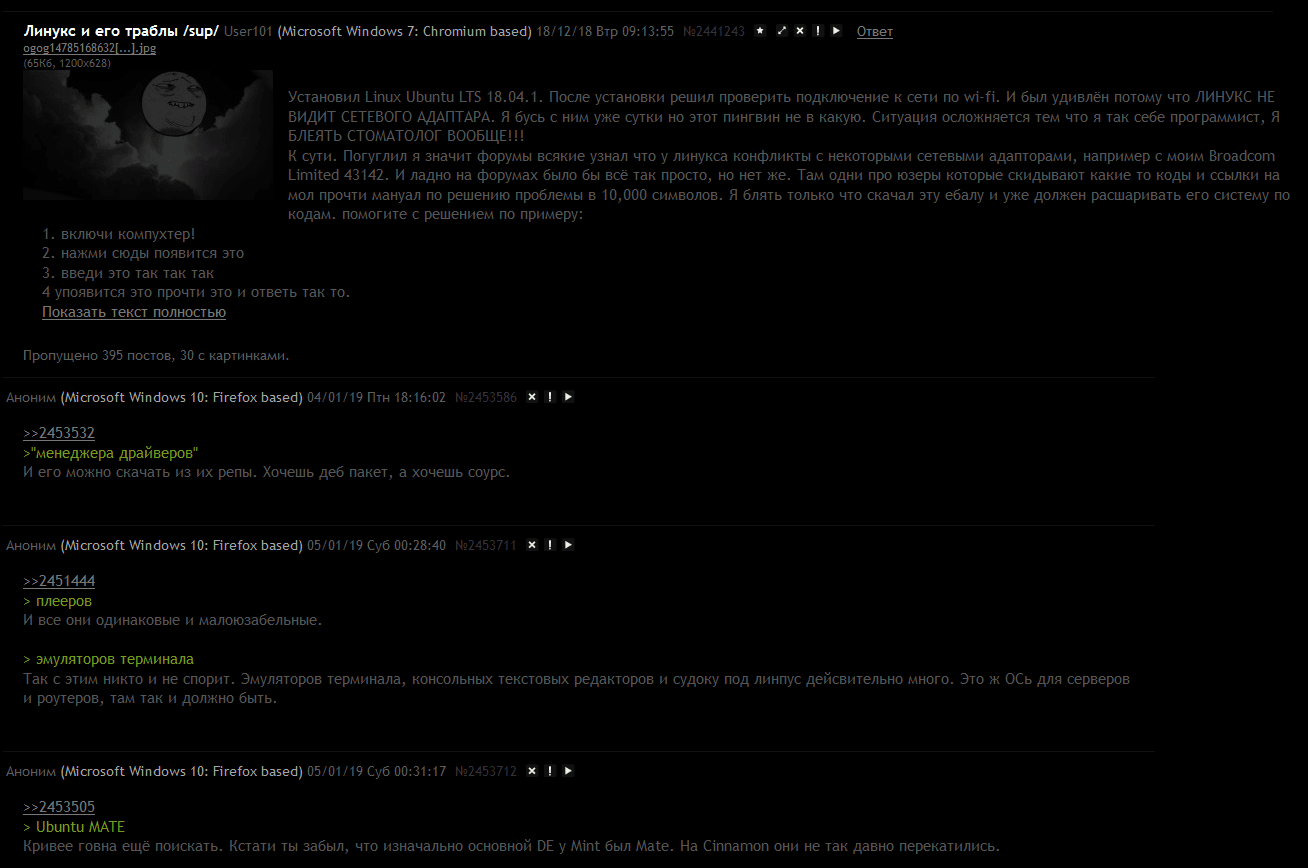 Линукс и его траблы /sup/ User101 (Microsoft Windows 7: Chromium based) 18/12/18 Втр 09:13:55 №2441243 Ответ
ogog14785168632[...].jpg
(65Кб, 1200x628)
Установил Linux Ubuntu LTS 18.04.1. После установки решил проверить подключение к сети по wi-fi. И был удивлён потому что ЛИНУКС НЕ
ВИДИТ СЕТЕВОГО АДАПТАРА. Я бусь с ним уже сутки но этот пингвин не в какую. Ситуация осложняется тем что я так себе программист, Я
БЛЕЯТЬ СТОМАТОЛОГ ВООБЩЕ!!!
К сути. Погуглил я значит форумы всякие узнал что у линукса конфликты с некоторыми сетевыми адапторами, например с моим Broadcom
Limited 43142. И ладно на форумах было бы всё так просто, но нет же. Там одни про юзеры которые скидывают какие то коды и ссылки на
мол прочти мануал по решению проблемы в 10,000 символов. Я блять только что скачал эту ебалу и уже должен расшаривать его систему по
кодам. помогите с решением по примеру:
1. включи компухтер!
2. нажми сюды появится это
3. введи это так так так
4 упоявится это прочти это и ответь так то.
Показать текст полностью
Пропущено 395 постов, 30 с картинками.
Аноним (Microsoft Windows 10: Firefox based) 04/01/19 Птн 18:16:02 №2453586
>>2453532
>"менеджера драйверов"
И его можно скачать из их репы. Хочешь деб пакет, а хочешь соурс.
Аноним (Microsoft Windows 10: Firefox based) 05/01/19 Суб 00:28:40 №2453711
>>2451444
> плееров
И все они одинаковые и малоюзабельные.
> эмуляторов терминала
Так с этим никто и не спорит. Эмуляторов терминала, консольных текстовых редакторов и судоку под линпус дейсвительно много. Это ж ОСь для серверов
и роутеров, там так и должно быть.
Аноним (Microsoft Windows 10: Firefox based) 05/01/19 Суб 00:31:17 №2453712
>>2453505
> Ubuntu MATE
Кривее говна ещё поискать. Кстати ты забыл, что изначально основной DE у Mint был Mate. На Cinnamon они не так давно перекатились.